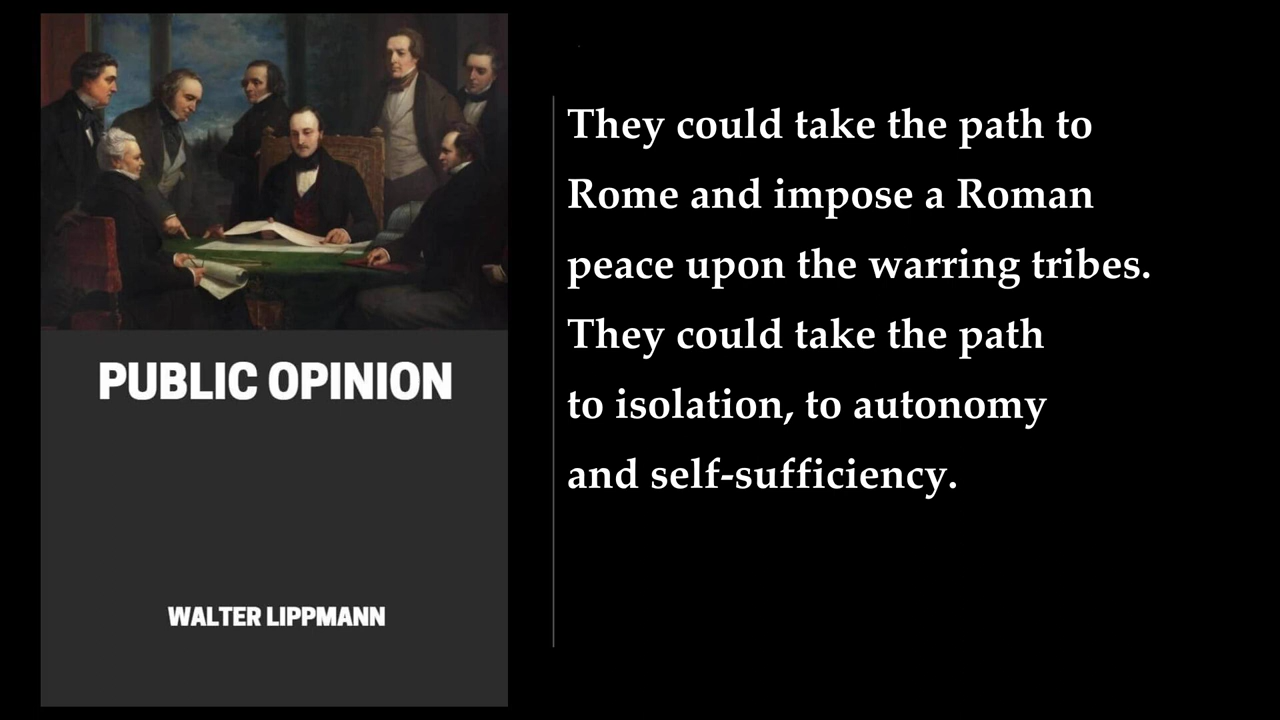 PUBLIC OPINION
WALTER LIPPMANN
They could take the path to
Rome and impose a Roman
peace upon the warring tribes.
They could take the path
to isolation, to autonomy
and self-sufficiency.